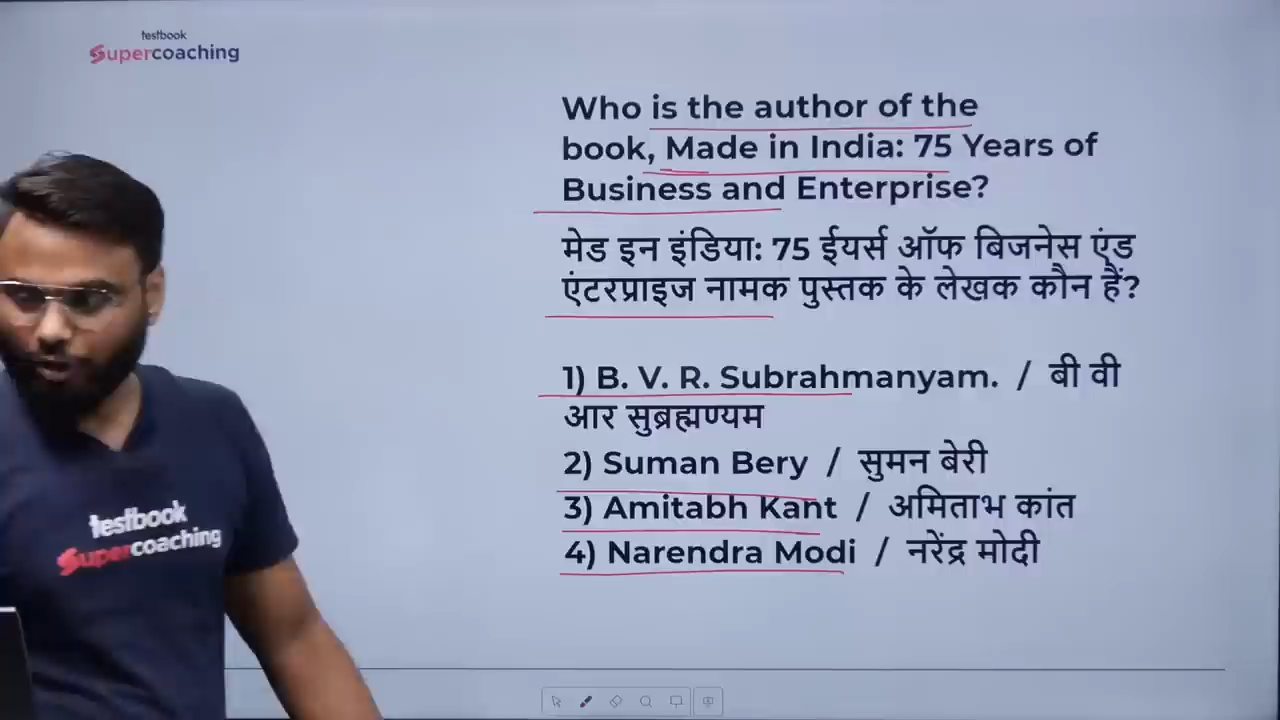 testbook
Supercoaching
Who is the author of the
book, Made in India: 75 Years of
Business and Enterprise?
मेड इन इंडिया: 75 ईयर्स ऑफ बिजनेस एंड
एंटरप्राइज नामक पुस्तक के लेखक कौन हैं?
1) B. V. R. Subrahmanyam. / बी वी
आर सुब्रह्मण्यम
2) Suman Bery / सुमन बेरी
3) Amitabh Kant / अमिताभ कांत
4) Narendra Modi / नरेंद्र मोदी
testbook
Supercoaching